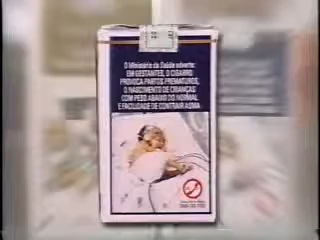 O Ministério da Saúde adverte:
EM GESTANTES, O CIGARRO
PROVOCA PARTOS PREMATUROS,
O NASCIMENTO DE CRIANÇAS
COM PESO ABAIXO DO NORMAL
E FACILIDADE DE CONTRAIR ASMA